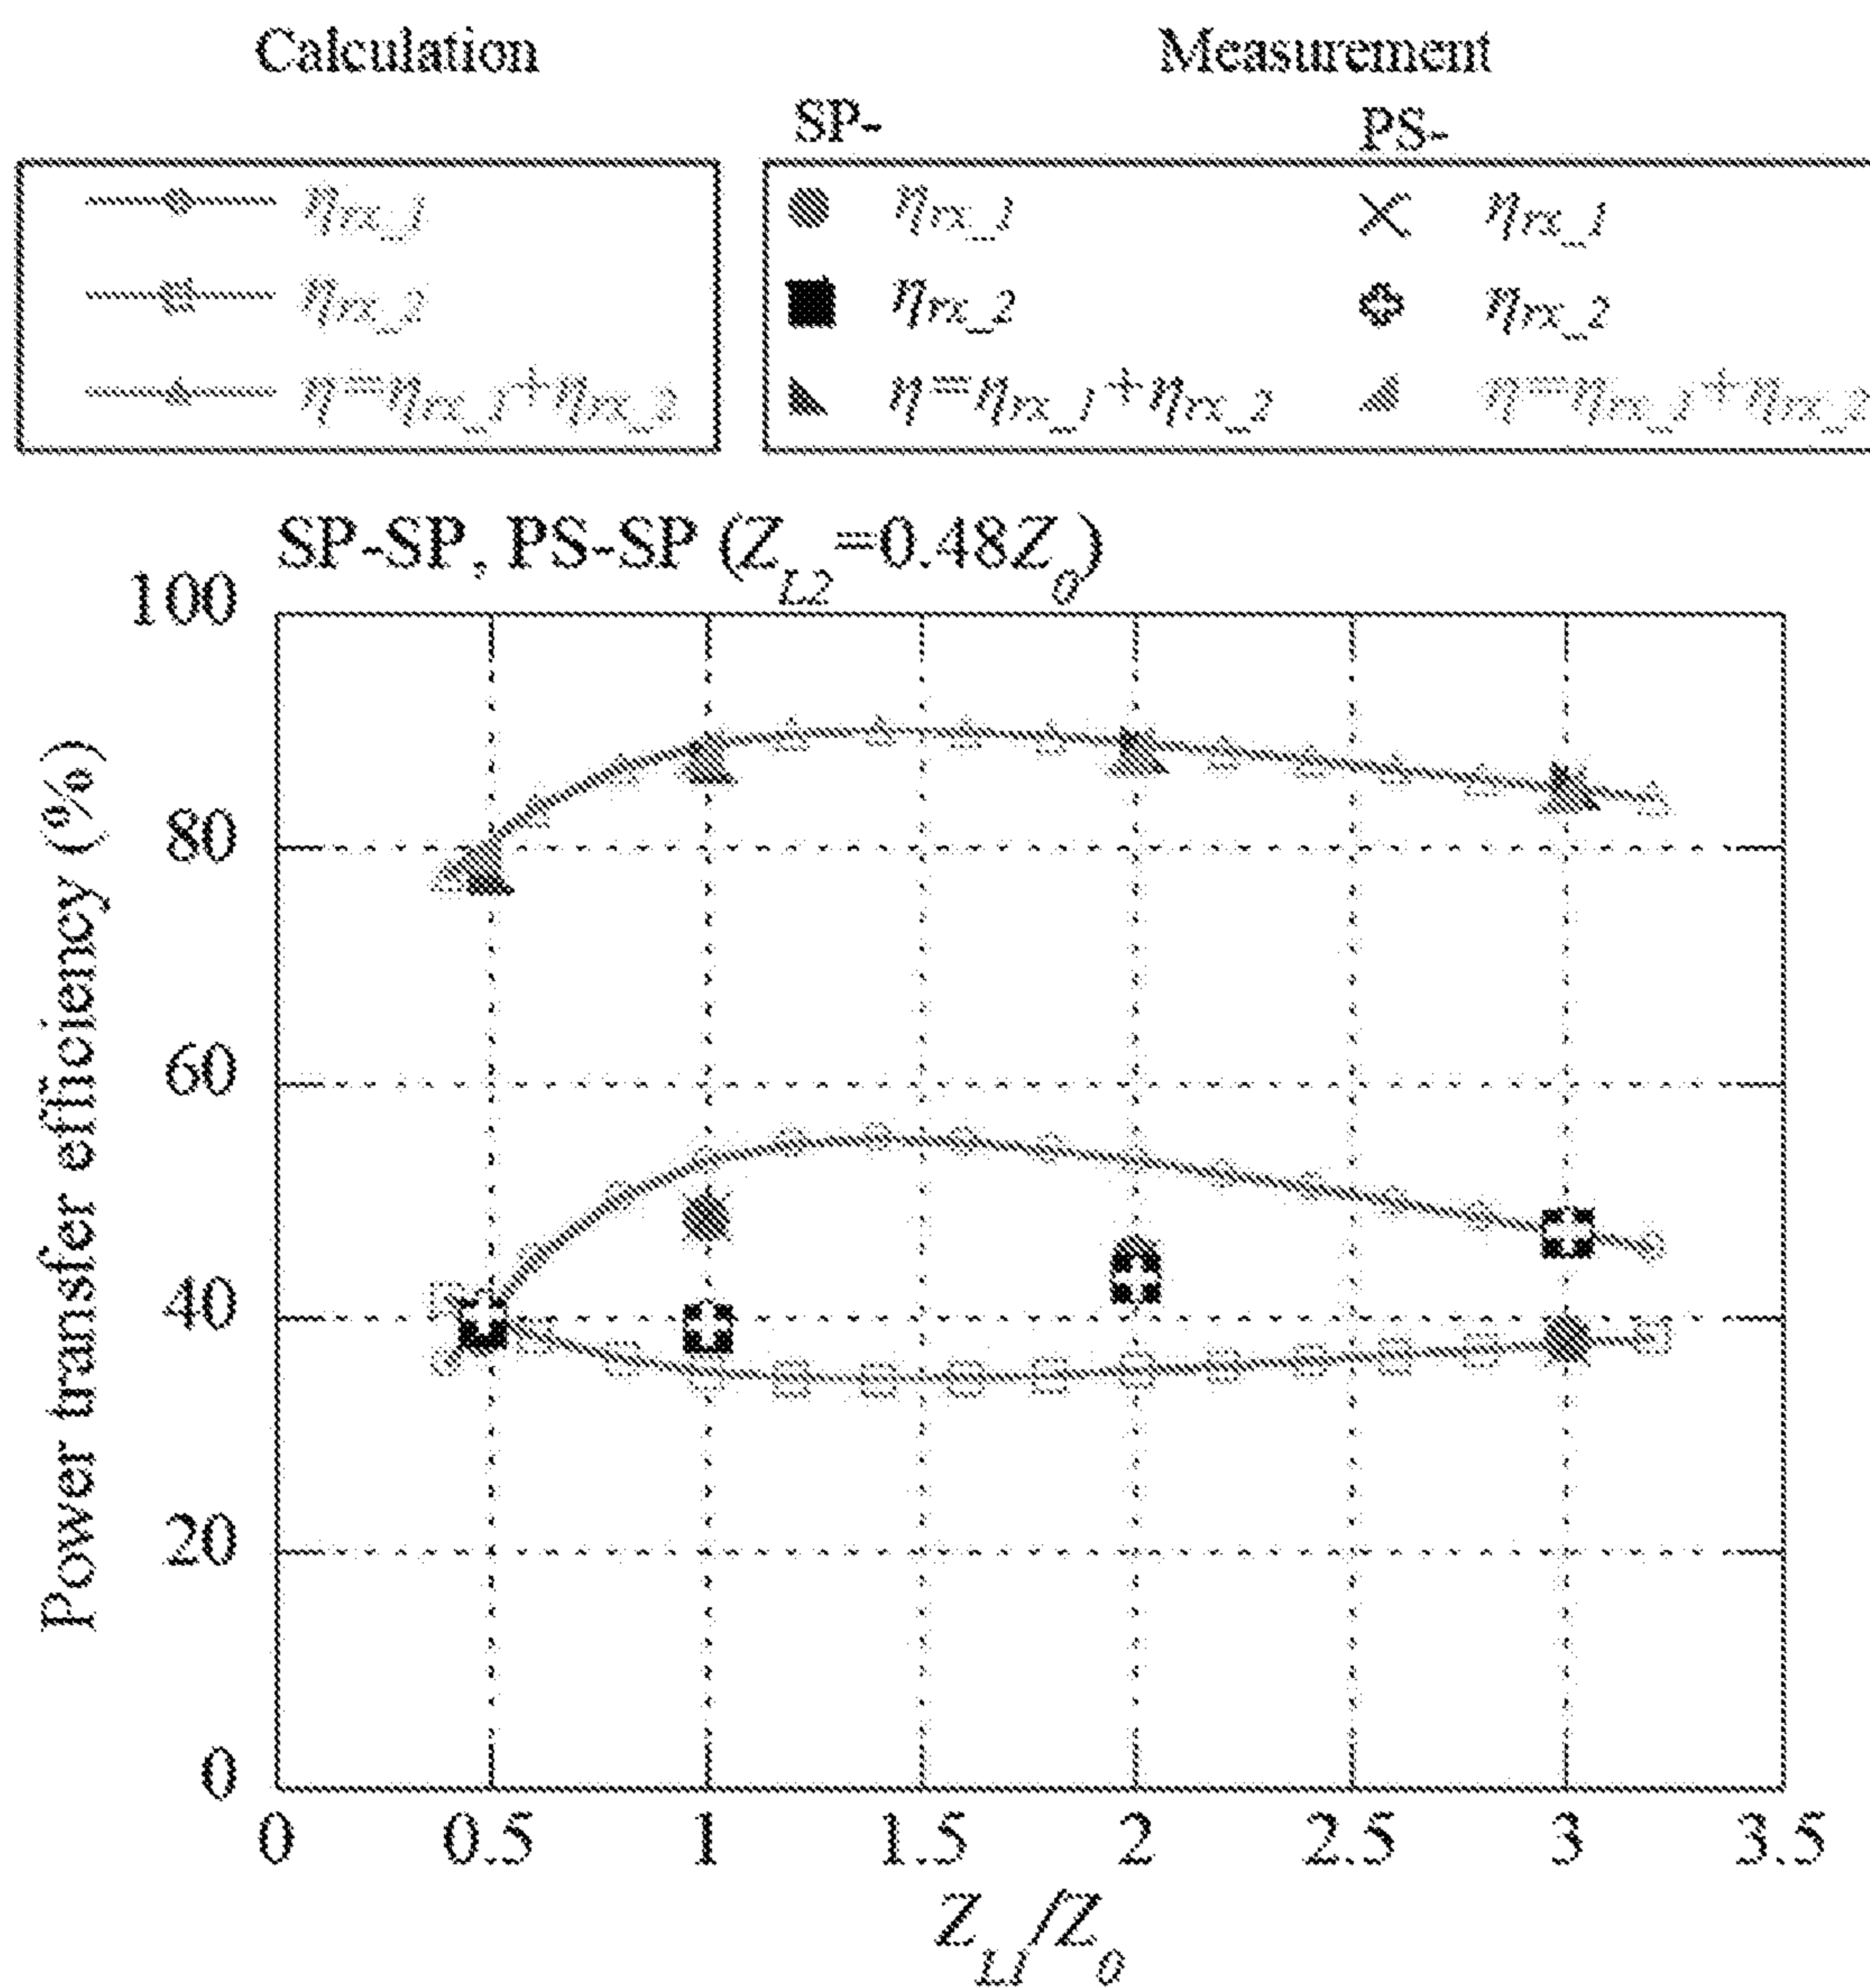 Calculation Measurement
SP- PS-
η_rx_1 η_rx_1 η_rx_1
η_rx_2 η_rx_2 η_rx_2
η=η_rx_1+η_rx_2 η=η_rx_1+η_rx_2 η=η_rx_1+η_rx_2
SP-SP, PS-SP (Z_L2=0.48Z_0)
100
80
60
40
20
0
Power transfer efficiency (%)
0 0.5 1 1.5 2 2.5 3 3.5
Z_L1/Z_0